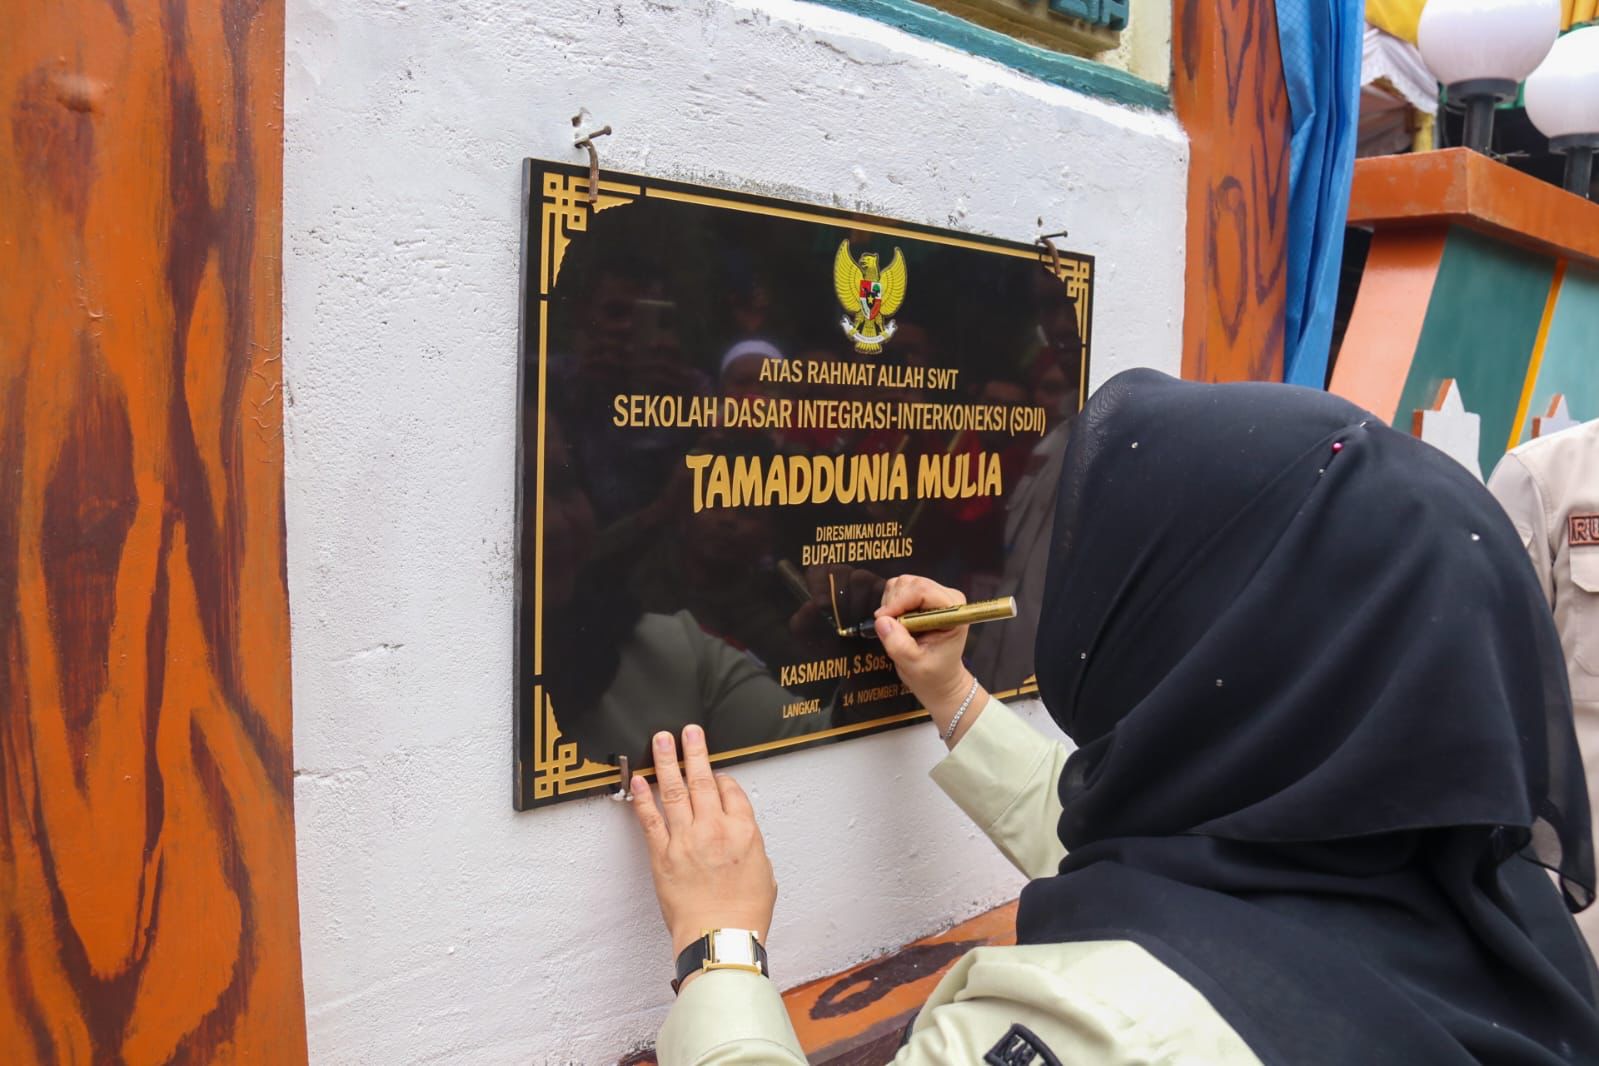 ATAS RAHMAT ALLAH SWT
SEKOLAH DASAR INTEGRASI-INTERKONEKSI (SDII)
TAMADDUNIA MULIA
DIRESMIKAN OLEH :
BUPATI BENGKALIS
KASMARNI, S.Sos.,
LANGKAT, 14 NOVEMBER